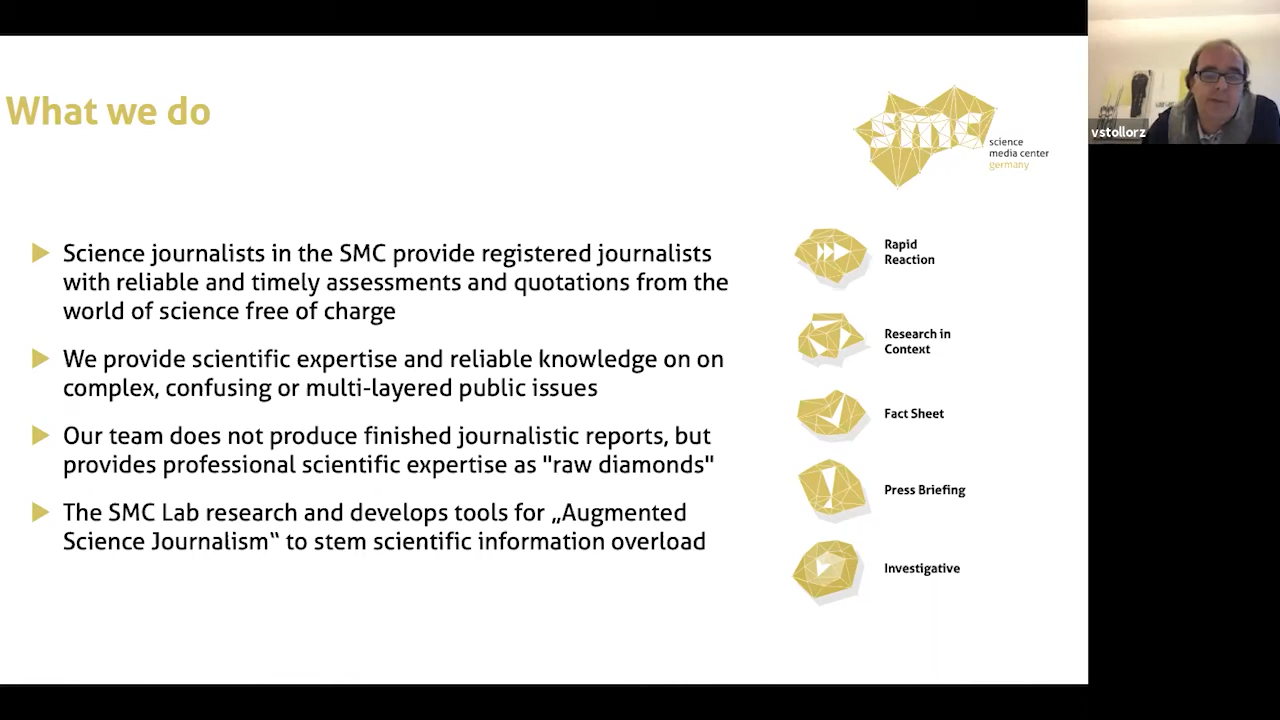 What we do
SMC
science
media center
germany
vstollorz
Science journalists in the SMC provide registered journalists
with reliable and timely assessments and quotations from the
world of science free of charge
We provide scientific expertise and reliable knowledge on on
complex, confusing or multi-layered public issues
Our team does not produce finished journalistic reports, but
provides professional scientific expertise as "raw diamonds"
The SMC Lab research and develops tools for „Augmented
Science Journalism“ to stem scientific information overload
Rapid
Reaction
Research in
Context
Fact Sheet
Press Briefing
Investigative